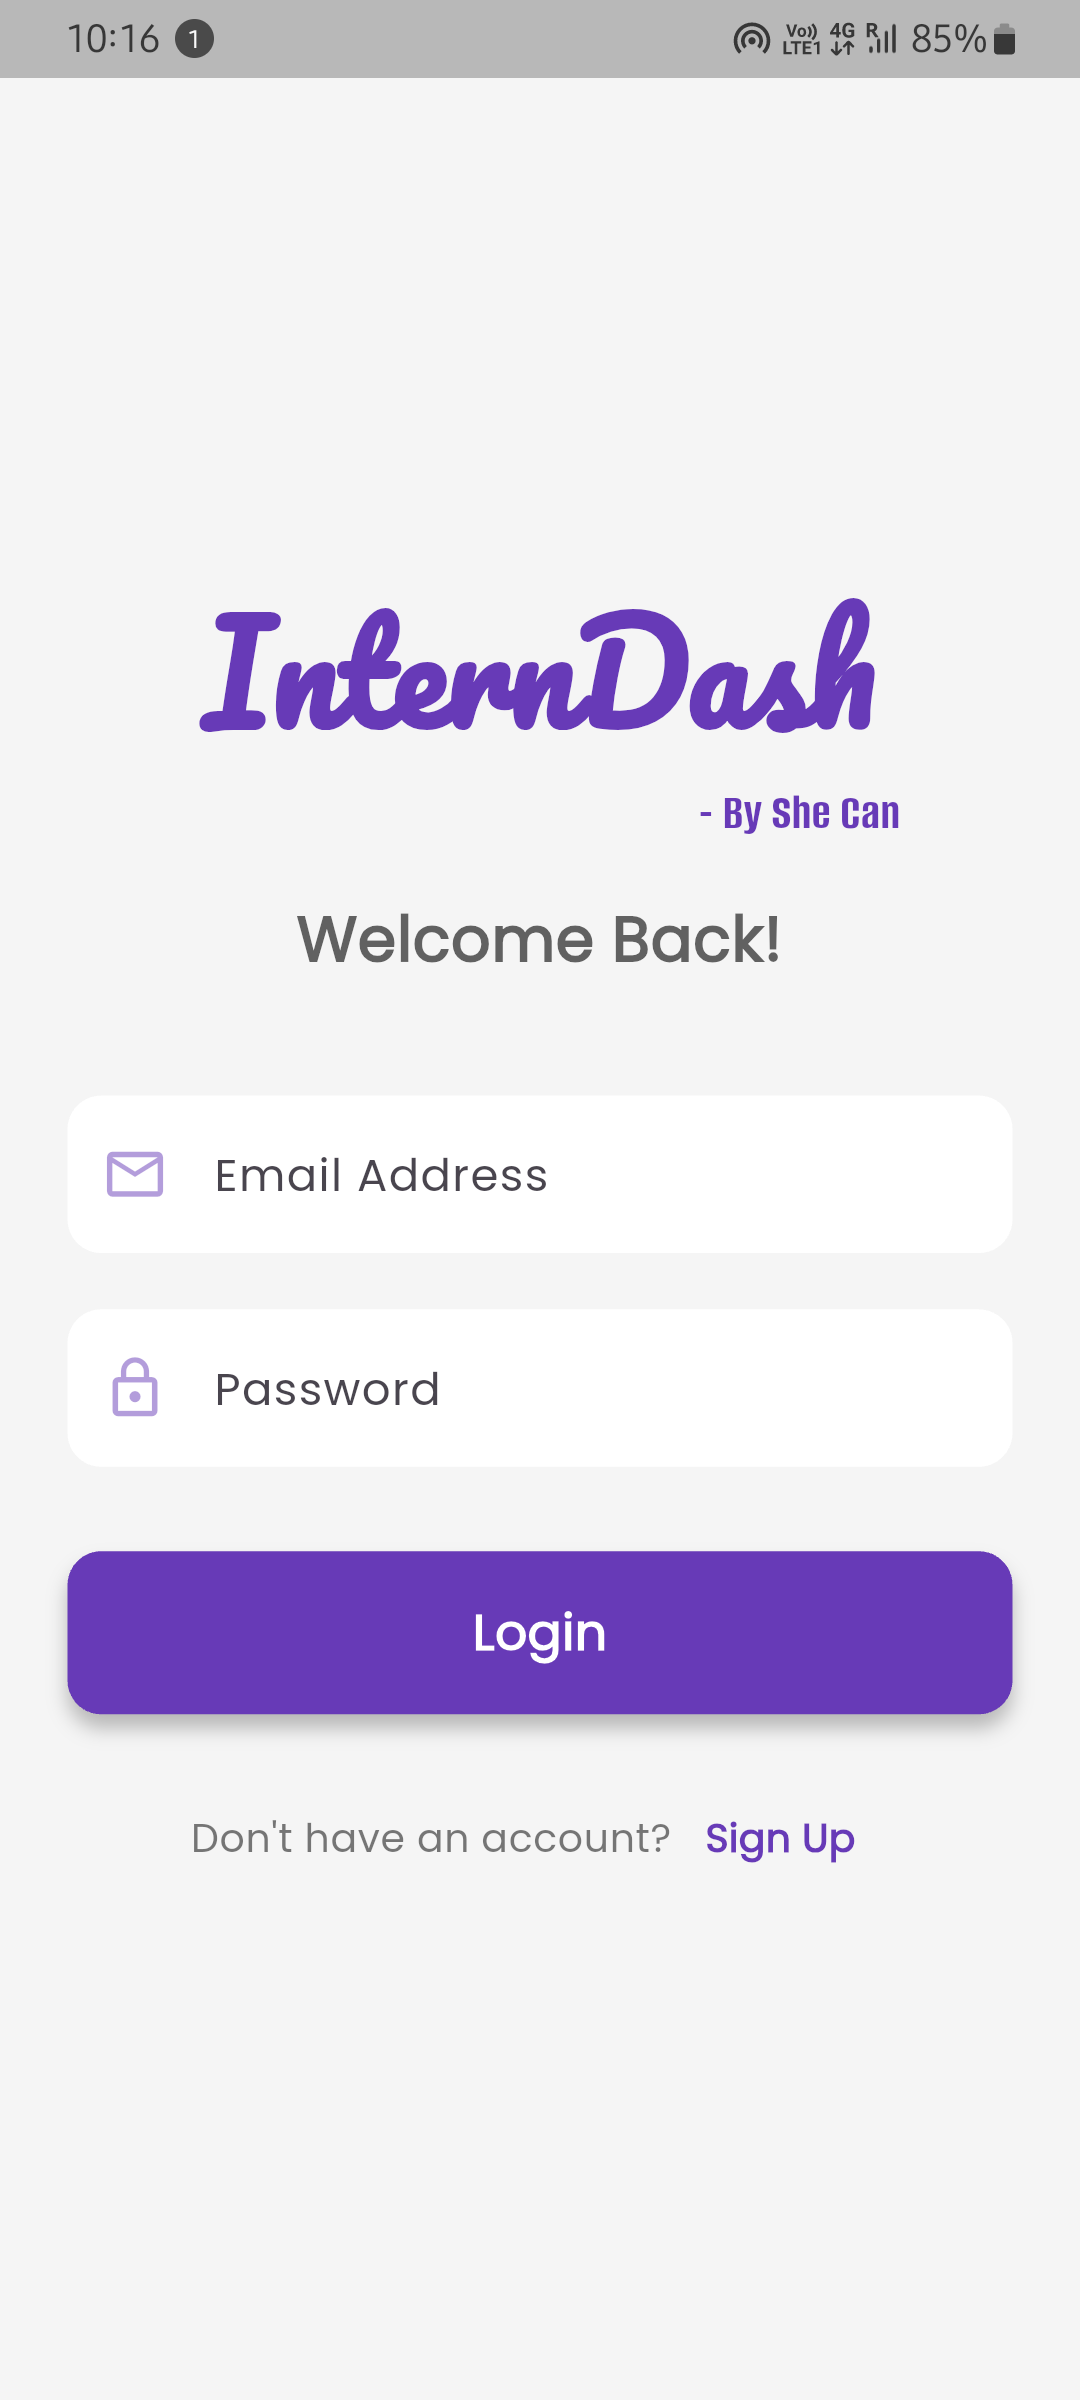 10:16 1 Vo)) LTE1 4G R 85%
InternDash
- By She Can
Welcome Back!
Email Address
Password
Login
Don't have an account? Sign Up